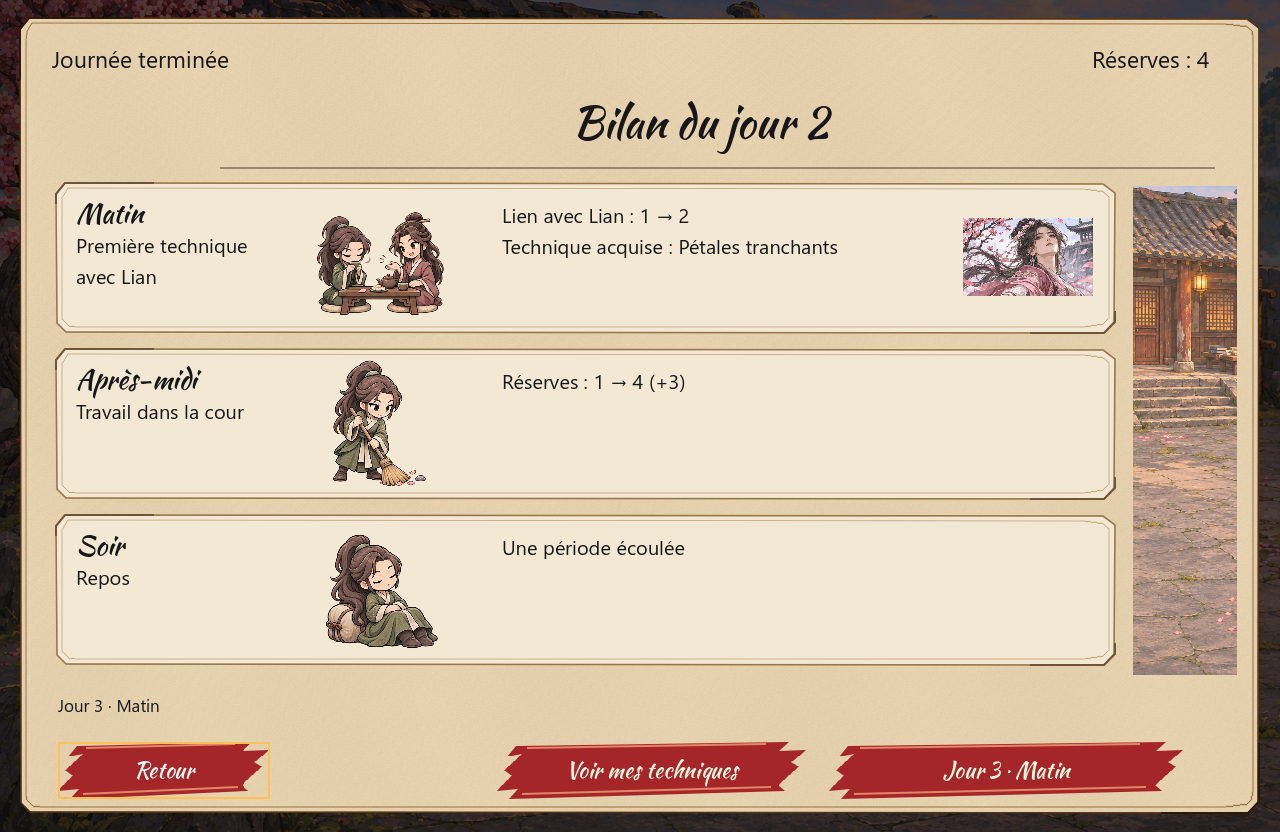 Journée terminée
Réserves : 4
Bilan du jour 2
Matin
Première technique
avec Lian
Lien avec Lian : 1 → 2
Technique acquise : Pétales tranchants
Après-midi
Travail dans la cour
Réserves : 1 → 4 (+3)
Soir
Repos
Une période écoulée
Jour 3 · Matin
Retour
Voir mes techniques
Jour 3 · Matin